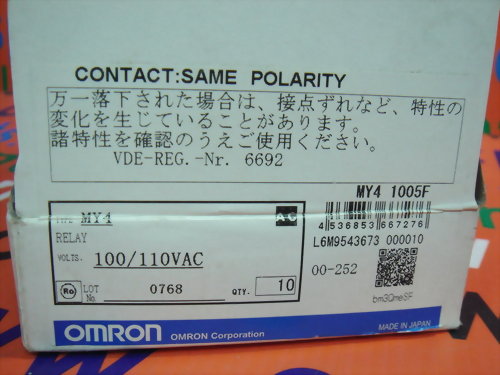 CONTACT:SAME POLARITY
万一落下された場合は、接点ずれなど、特性の
変化を生じていることがあります。
諸特性を確認のうえご使用ください。
VDE-REG.-Nr. 6692
MY4 1005F
TYPE MY4
AC
4 536853 667276
RELAY
L6M9543673 000010
VOLTS. 100/110VAC
00-252
LOT No 0768
QTY. 10
bm3QmeSF
OMRON OMRON Corporation
MADE IN JAPAN